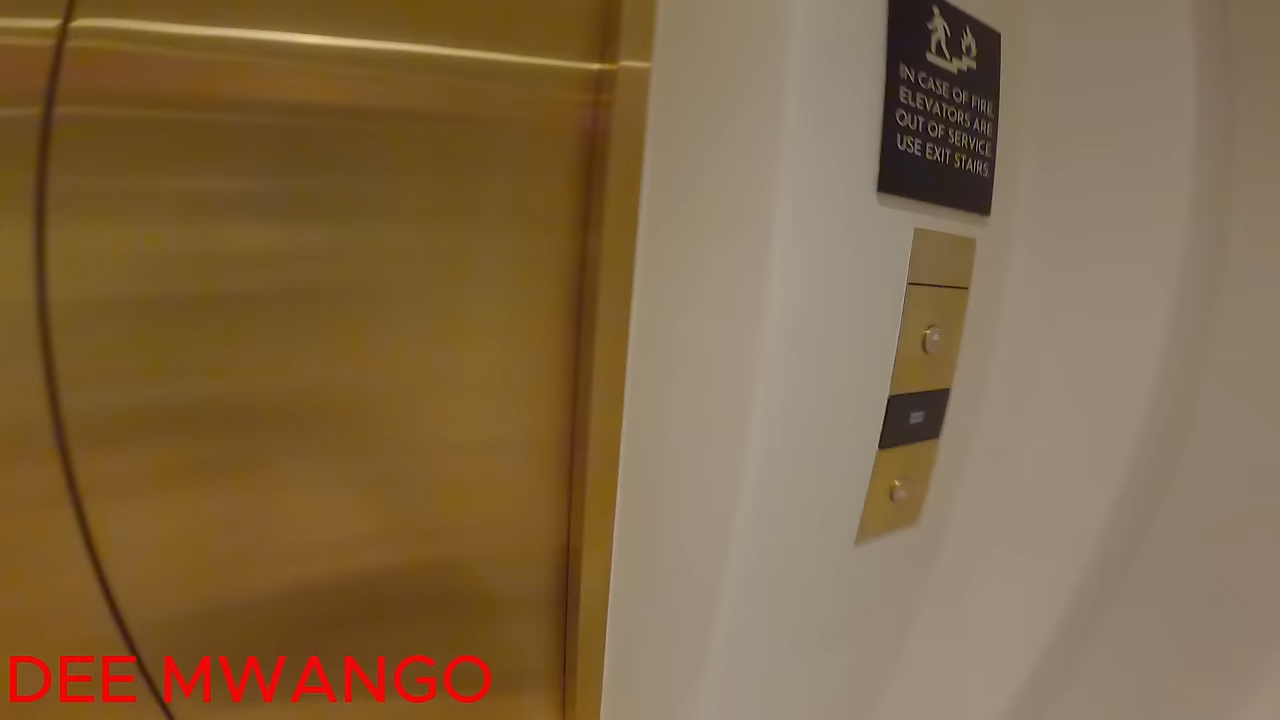 IN CASE OF FIRE,
ELEVATORS ARE
OUT OF SERVICE.
USE EXIT STAIRS.
DEE MWANGO